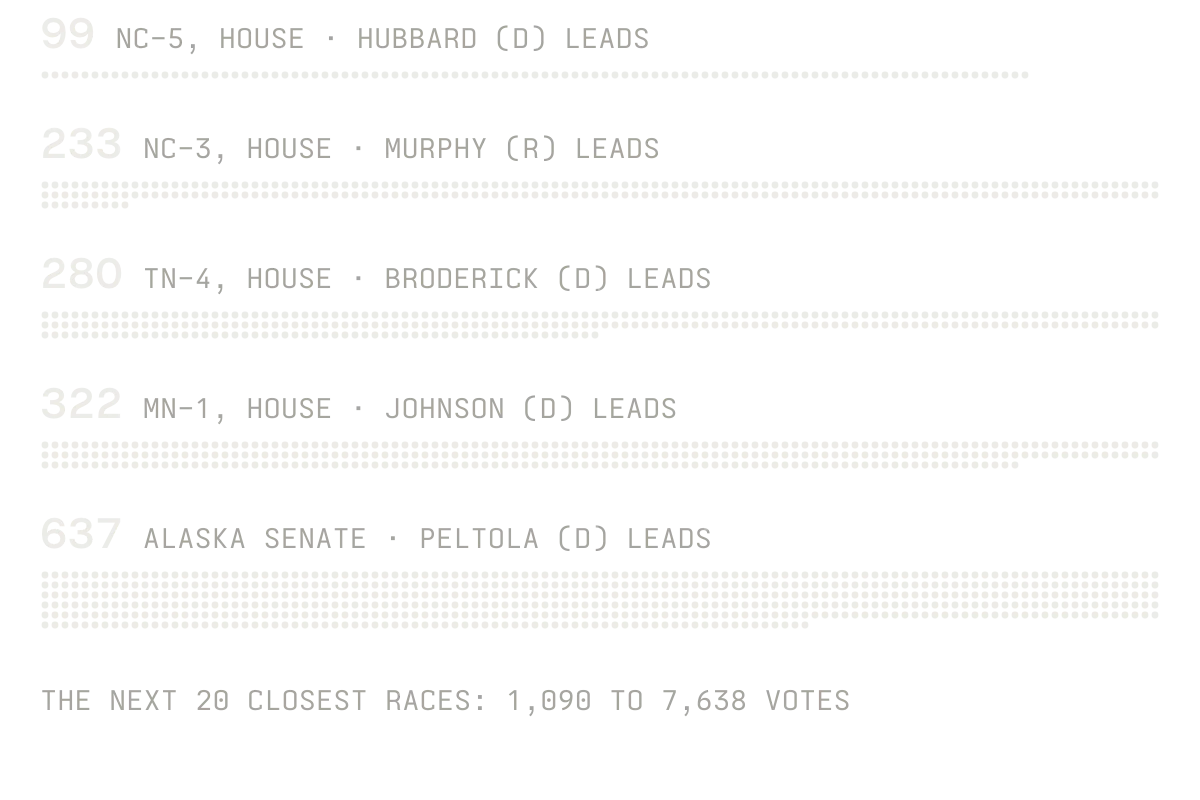 99 NC-5, HOUSE · HUBBARD (D) LEADS
233 NC-3, HOUSE · MURPHY (R) LEADS
280 TN-4, HOUSE · BRODERICK (D) LEADS
322 MN-1, HOUSE · JOHNSON (D) LEADS
637 ALASKA SENATE · PELTOLA (D) LEADS
THE NEXT 20 CLOSEST RACES: 1,090 TO 7,638 VOTES